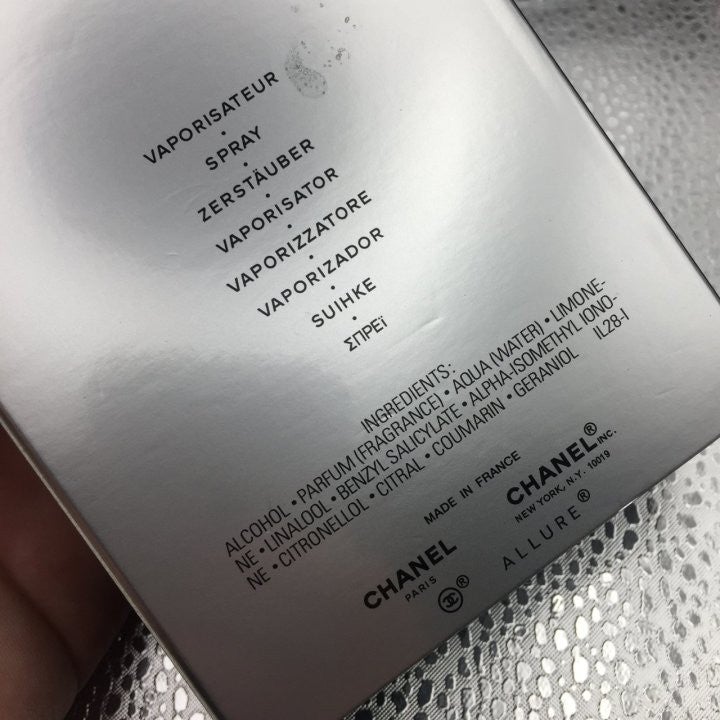 VAPORISATEUR
•
SPRAY
•
ZERSTÄUBER
•
VAPORISATOR
•
VAPORIZZATORE
•
VAPORIZADOR
•
SUIHKE
•
ΣΠΡΕϊ
INGREDIENTS:
ALCOHOL • PARFUM (FRAGRANCE) • AQUA (WATER) • LIMONE-
NE • LINALOOL • BENZYL SALICYLATE • ALPHA-ISOMETHYL IONO-
NE • CITRONELLOL • CITRAL • COUMARIN • GERANIOL IL28-I
MADE IN FRANCE
CHANEL
PARIS
CHANEL® INC.
NEW YORK, N.Y. 10019
® ALLURE®